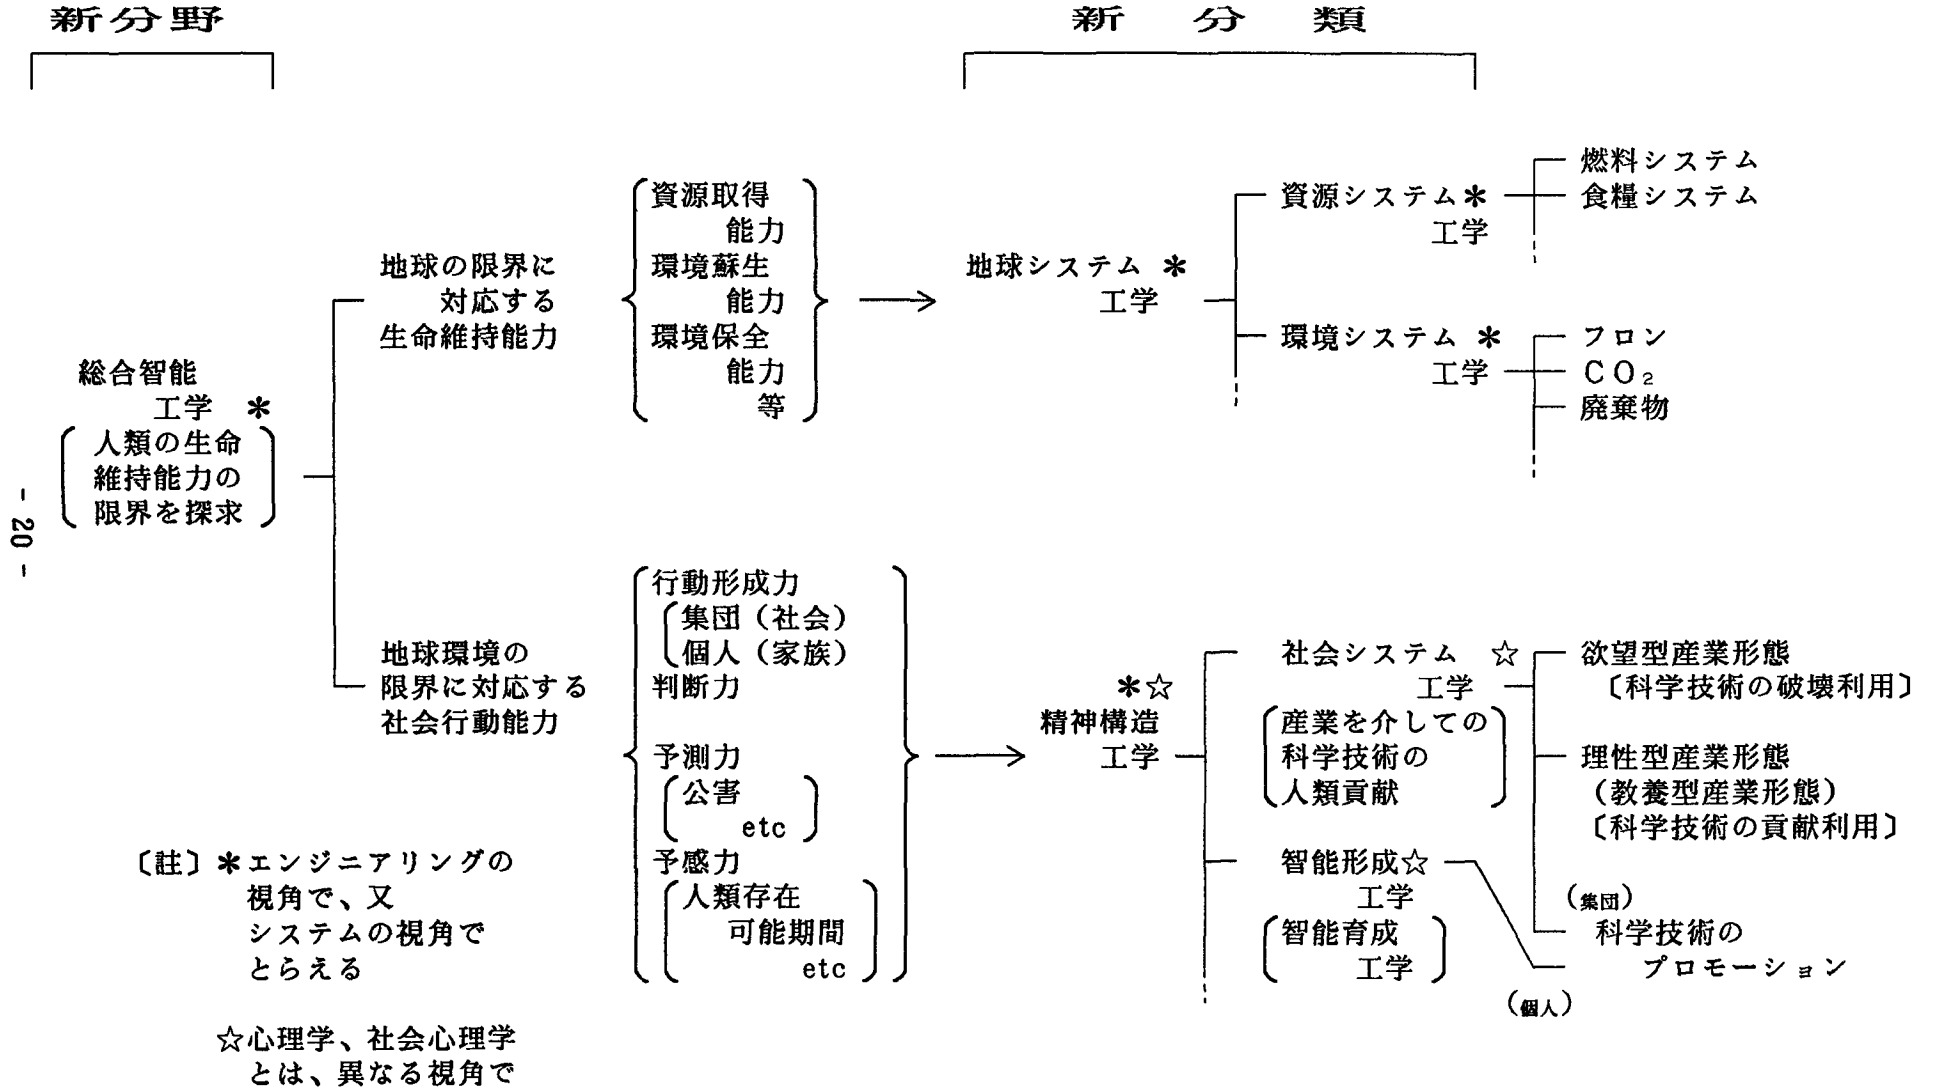 新分野
新 分 類
総合智能
工学 *
人類の生命
維持能力の
限界を探求
地球の限界に
対応する
生命維持能力
資源取得
能力
環境蘇生
能力
環境保全
能力
等
地球システム *
工学
資源システム*
工学
燃料システム
食糧システム
環境システム *
工学
フロン
CO₂
廃棄物
地球環境の
限界に対応する
社会行動能力
行動形成力
集団(社会)
個人(家族)
判断力
予測力
公害
etc
予感力
人類存在
可能期間
etc
*☆
精神構造
工学
社会システム ☆
工学
産業を介しての
科学技術の
人類貢献
欲望型産業形態
〔科学技術の破壊利用〕
理性型産業形態
(教養型産業形態)
〔科学技術の貢献利用〕
智能形成☆
工学
智能育成
工学
(集団)
科学技術の
プロモーション
(個人)
〔註〕*エンジニアリングの
視角で、又
システムの視角で
とらえる
☆心理学、社会心理学
とは、異なる視角で
- 20 -